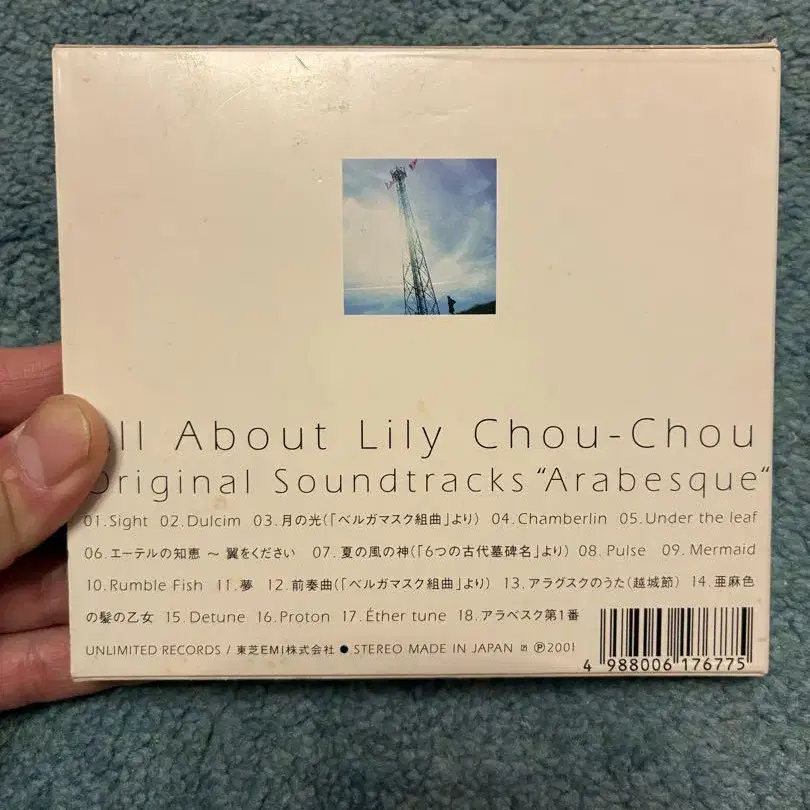 ll About Lily Chou-Chou
Original Soundtracks “Arabesque“
01.Sight 02.Dulcim 03.月の光(「ベルガマスク組曲」より) 04.Chamberlin 05.Under the leaf
06.エーテルの知恵 ～ 翼をください 07.夏の風の神(「6つの古代墓碑名」より) 08.Pulse 09.Mermaid
10.Rumble Fish 11.夢 12.前奏曲(「ベルガマスク組曲」より) 13.アラグスクのうた(越城節) 14.亜麻色
の髪の乙女 15.Detune 16.Proton 17.Éther tune 18.アラベスク第1番
UNLIMITED RECORDS / 東芝EMI株式会社 ● STEREO MADE IN JAPAN ℗2001
4 988006 176775